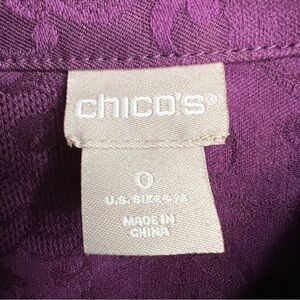 chico's®
0
U.S. SIZE 4/6
MADE IN
CHINA